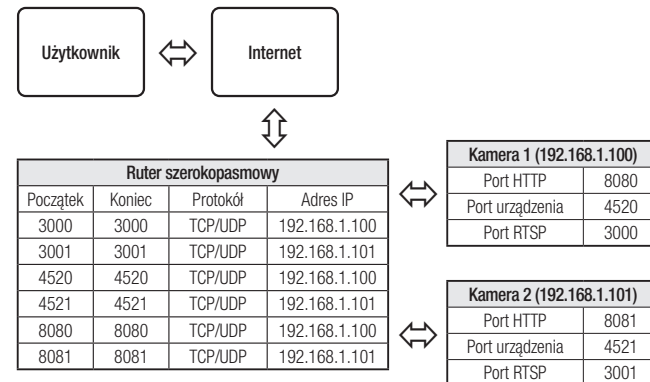 Użytkownik
Internet
Ruter szerokopasmowy
Początek Koniec Protokół Adres IP
3000 3000 TCP/UDP 192.168.1.100
3001 3001 TCP/UDP 192.168.1.101
4520 4520 TCP/UDP 192.168.1.100
4521 4521 TCP/UDP 192.168.1.101
8080 8080 TCP/UDP 192.168.1.100
8081 8081 TCP/UDP 192.168.1.101
Kamera 1 (192.168.1.100)
Port HTTP 8080
Port urządzenia 4520
Port RTSP 3000
Kamera 2 (192.168.1.101)
Port HTTP 8081
Port urządzenia 4521
Port RTSP 3001